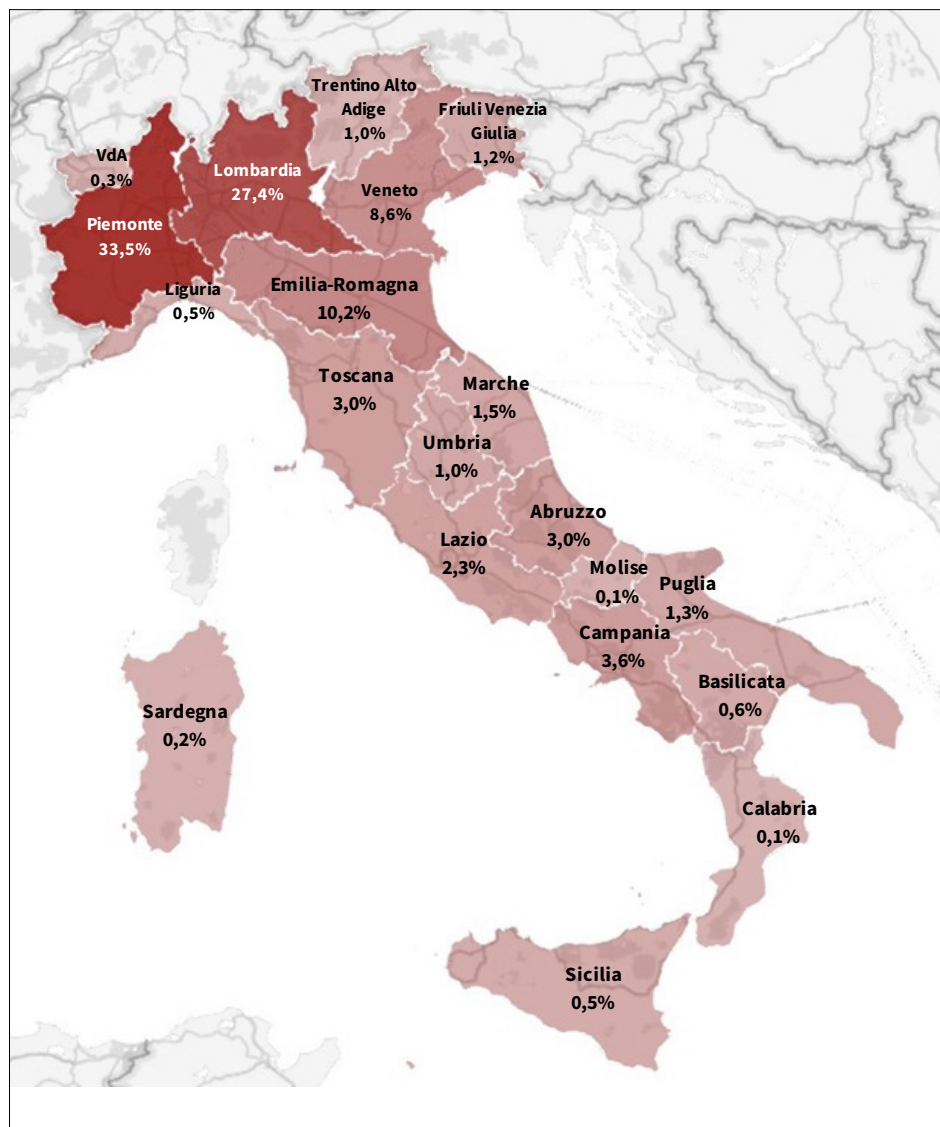 Trentino Alto
Adige
1,0%
Friuli Venezia
Giulia
1,2%
VdA
0,3%
Lombardia
27,4%
Veneto
8,6%
Piemonte
33,5%
Liguria
0,5%
Emilia-Romagna
10,2%
Toscana
3,0%
Marche
1,5%
Umbria
1,0%
Abruzzo
3,0%
Lazio
2,3%
Molise
0,1%
Puglia
1,3%
Campania
3,6%
Basilicata
0,6%
Sardegna
0,2%
Calabria
0,1%
Sicilia
0,5%